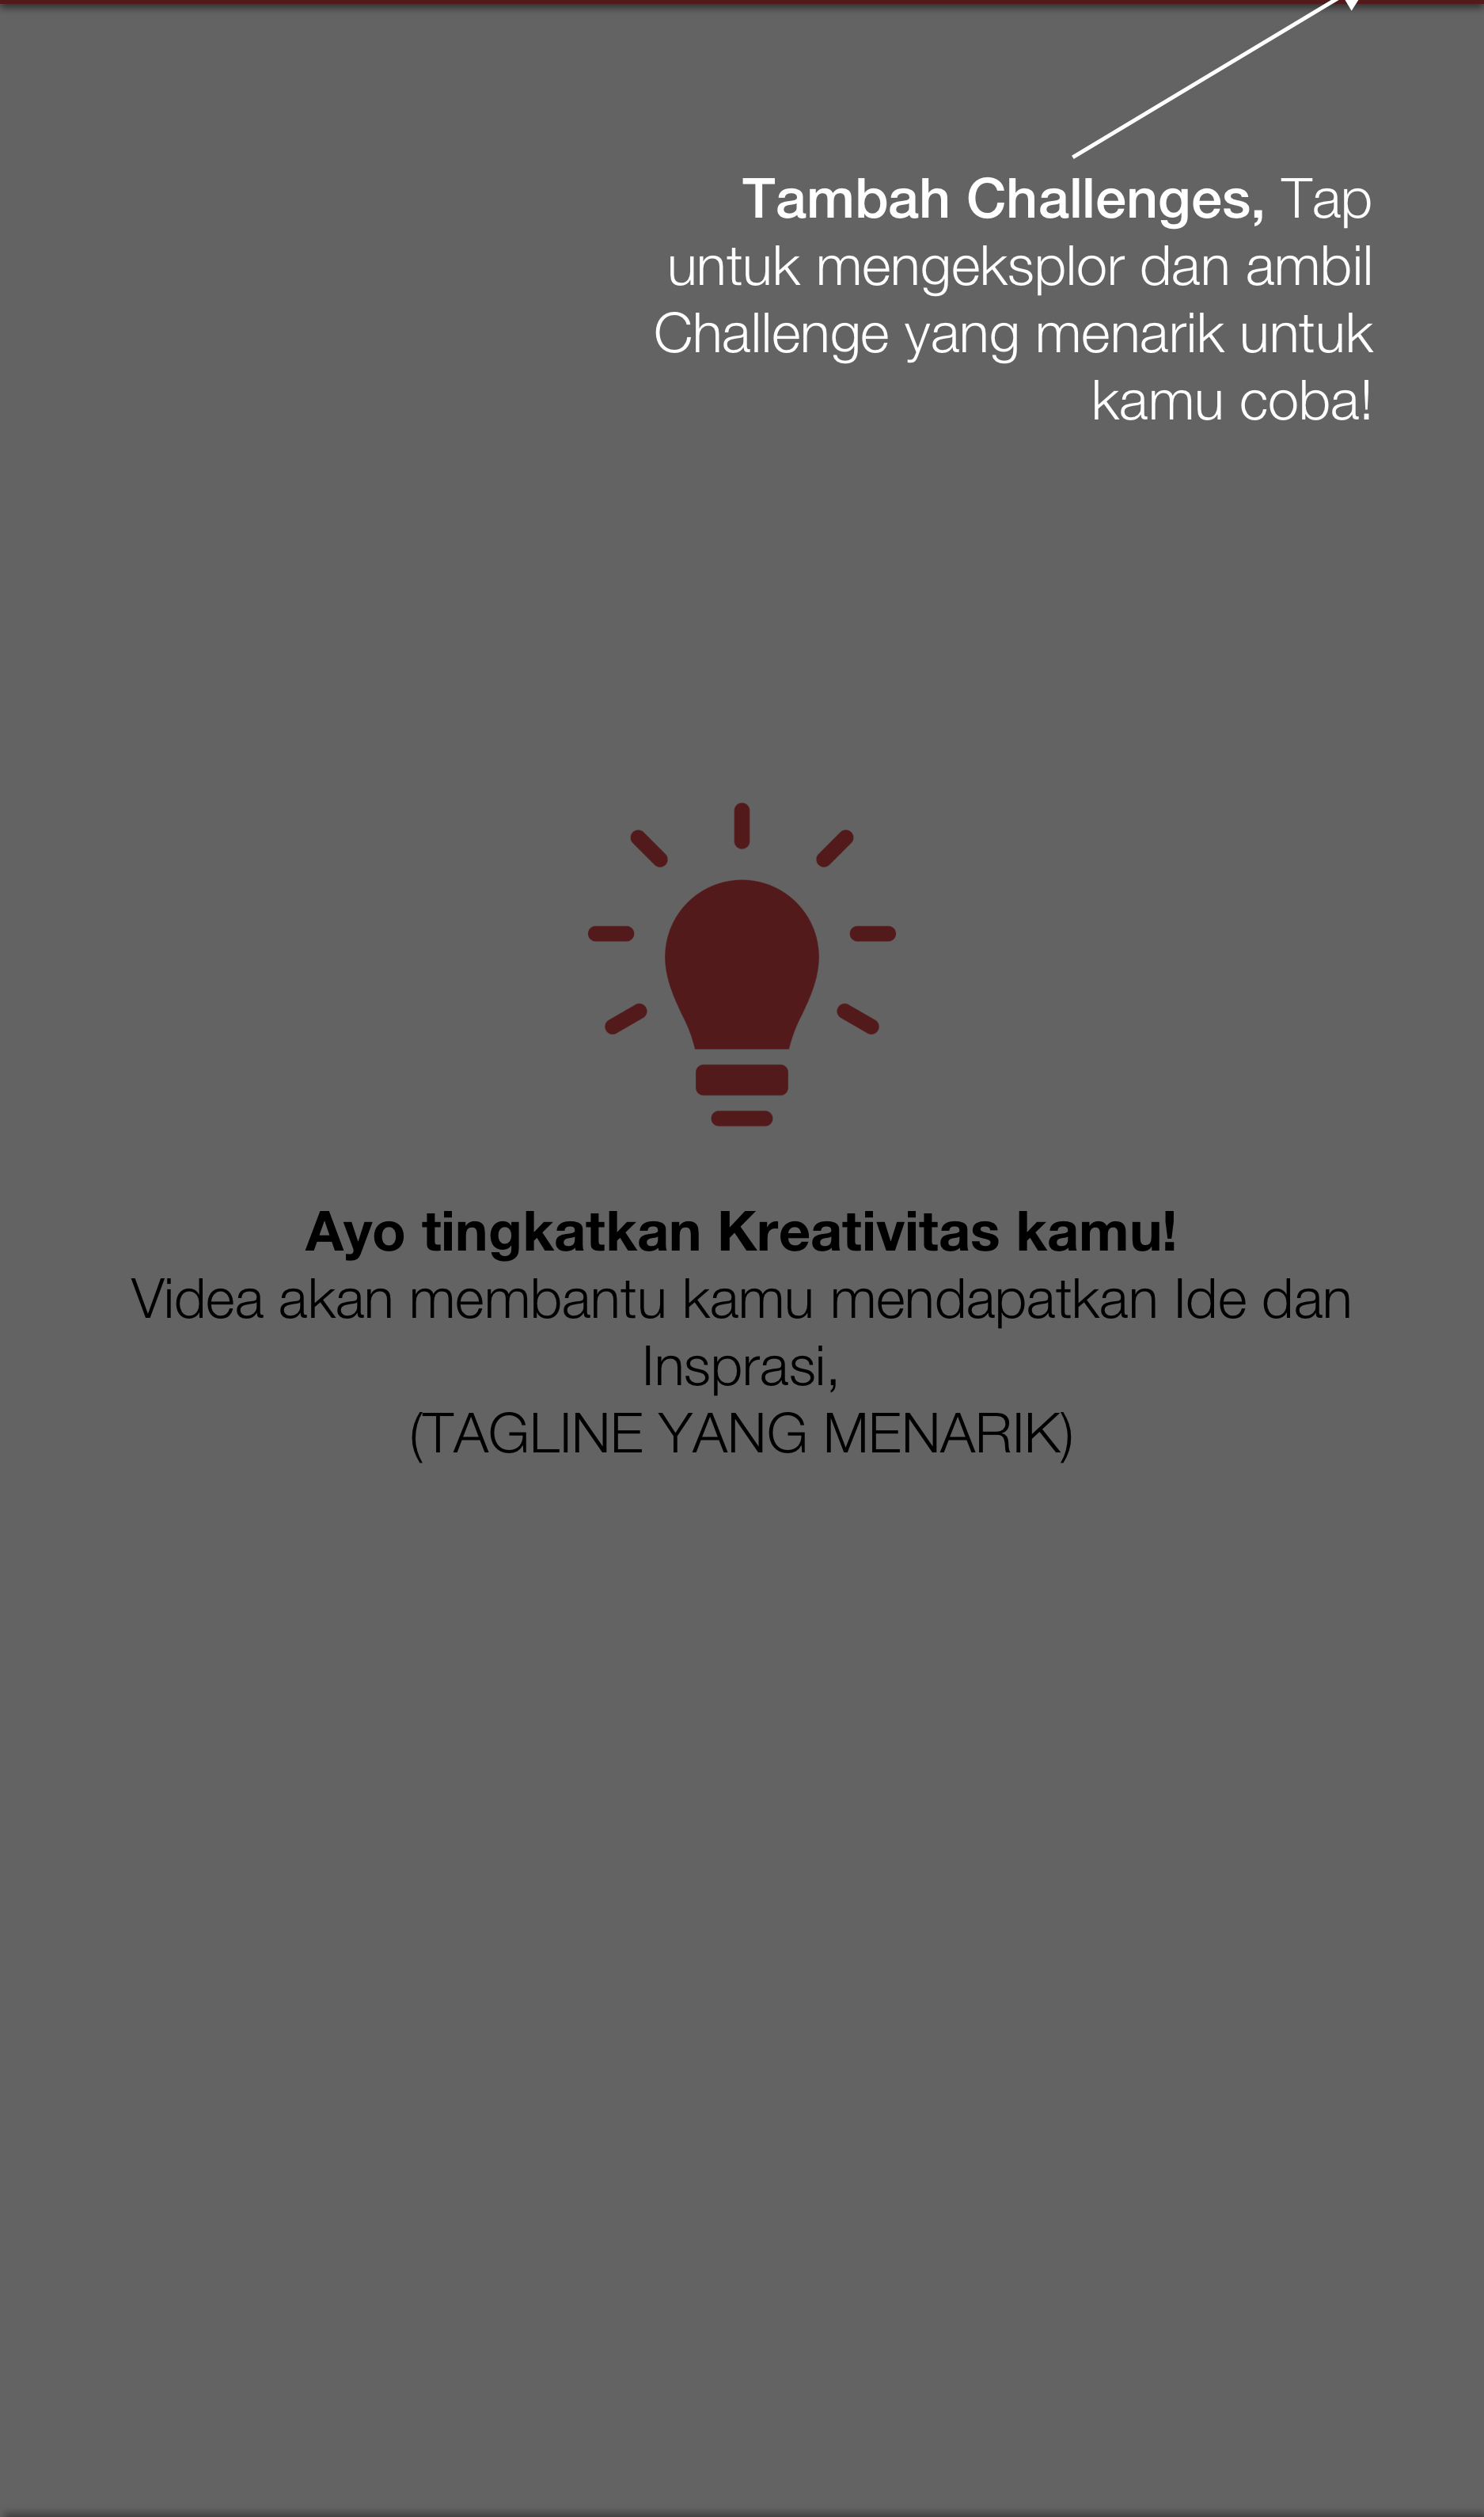 Tambah Challenges, Tap
untuk mengeksplor dan ambil
Challenge yang menarik untuk
kamu coba!
Ayo tingkatkan Kreativitas kamu!
Videa akan membantu kamu mendapatkan Ide dan
Insprasi,
(TAGLINE YANG MENARIK)